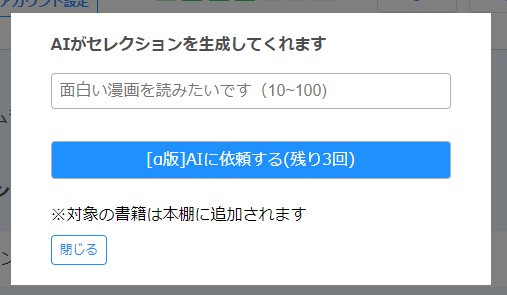 アカウント設定
AIがセレクションを生成してくれます
面白い漫画を読みたいです（10~100)
[α版]AIに依頼する(残り3回)
※対象の書籍は本棚に追加されます
閉じる